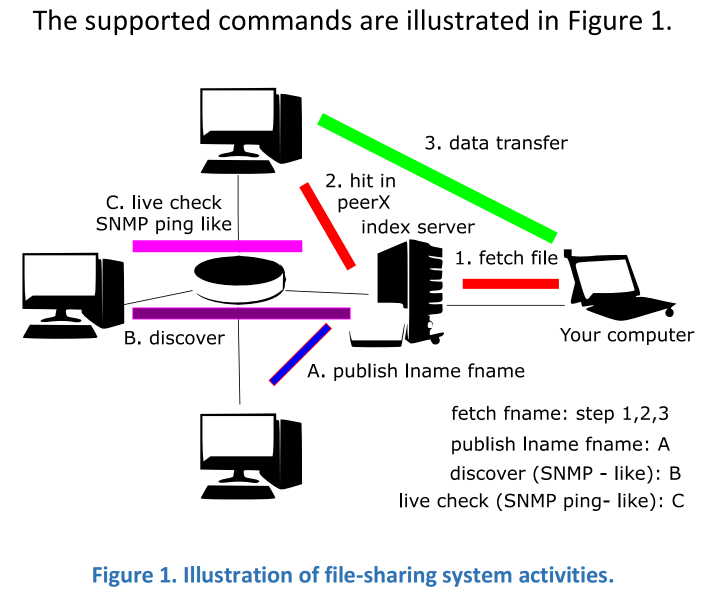 The supported commands are illustrated in Figure 1.
3. data transfer
2. hit in
peerX
C. live check
SNMP ping like
index server
1. fetch file
B. discover
Your computer
A. publish lname fname
fetch fname: step 1,2,3
publish lname fname: A
discover (SNMP - like): B
live check (SNMP ping- like): C
Figure 1. Illustration of file-sharing system activities.